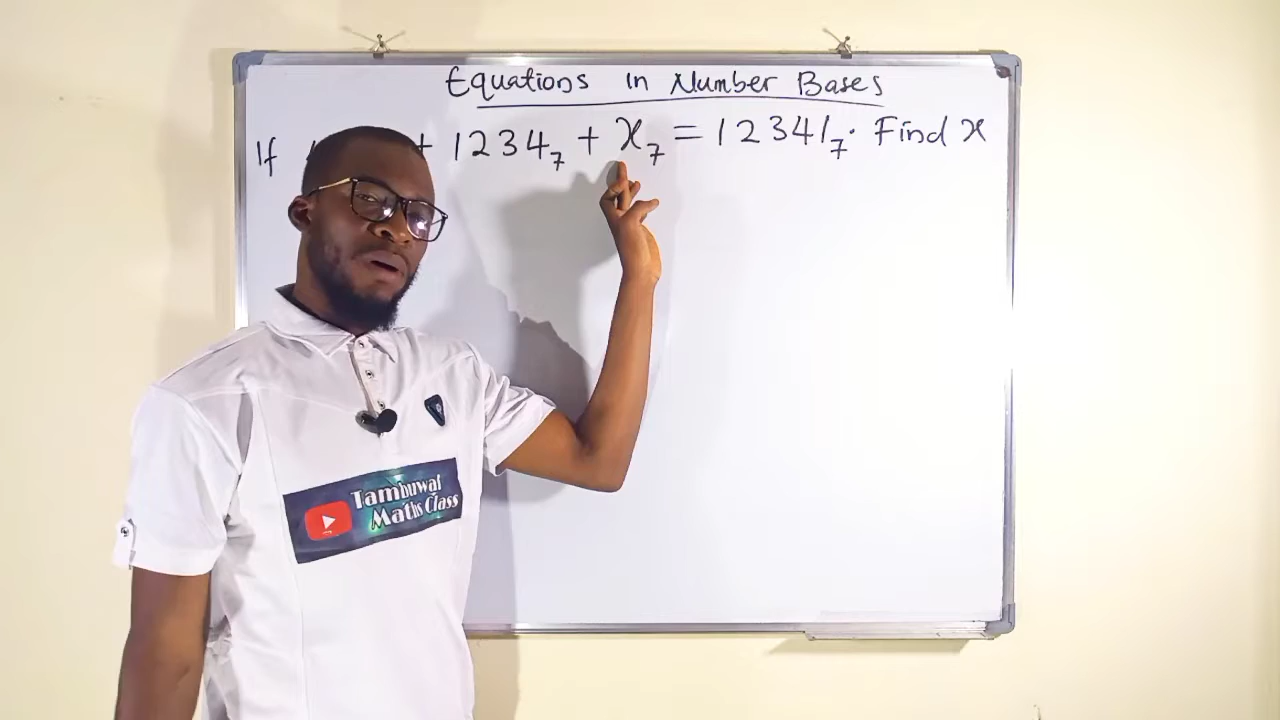 Equations in Number Bases
If + 1234₇ + x₇ = 12341₇. Find x
Tambuwal
Maths Class